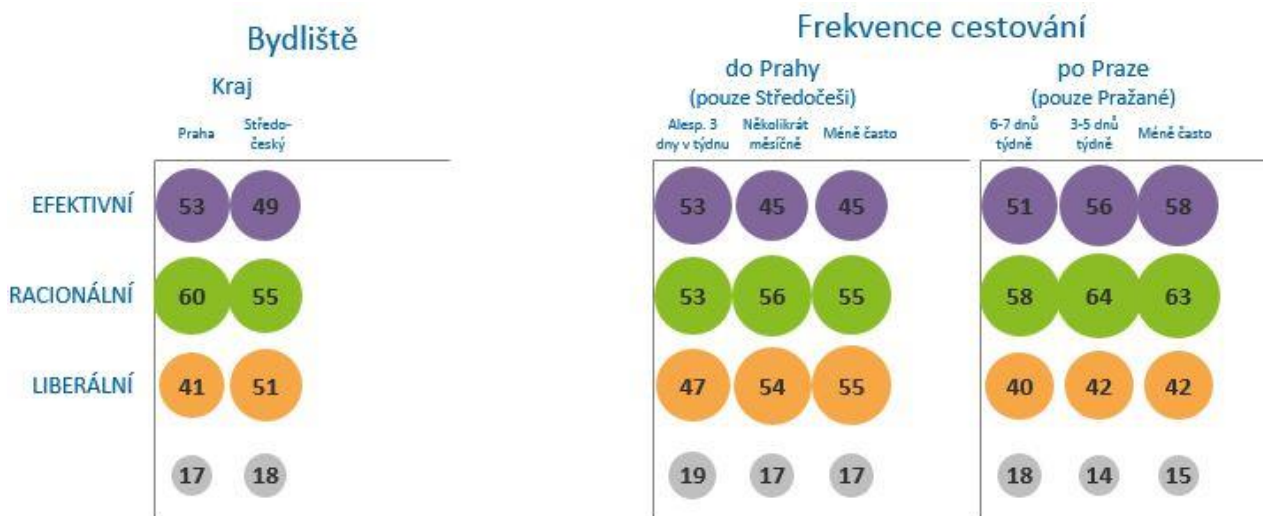 Bydliště
Frekvence cestování
Kraj
do Prahy
(pouze Středočeši)
po Praze
(pouze Pražané)
Praha
Středo-
český
Alesp. 3
dny v týdnu
Několikrát
měsíčně
Méně často
6-7 dnů
týdně
3-5 dnů
týdně
Méně často
EFEKTIVNÍ 53 49 53 45 45 51 56 58
RACIONÁLNÍ 60 55 53 56 55 58 64 63
LIBERÁLNÍ 41 51 47 54 55 40 42 42
17 18 19 17 17 18 14 15